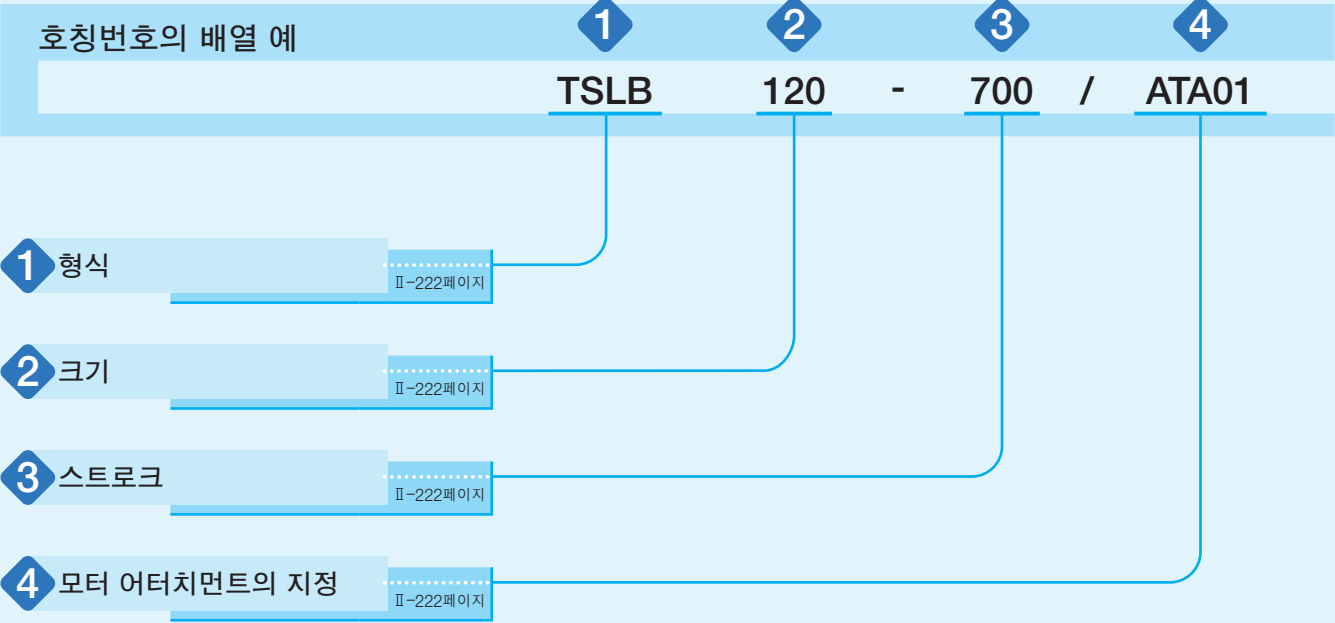 호칭번호의 배열 예
1 2 3 4
TSLB 120 - 700 / ATA01
1 형식
Ⅱ-222페이지
2 크기
Ⅱ-222페이지
3 스트로크
Ⅱ-222페이지
4 모터 어터치먼트의 지정
Ⅱ-222페이지